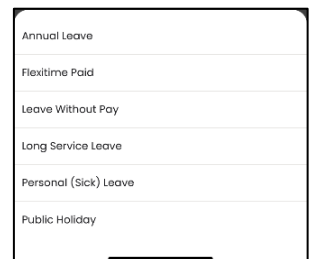 Annual Leave
Flexitime Paid
Leave Without Pay
Long Service Leave
Personal (Sick) Leave
Public Holiday